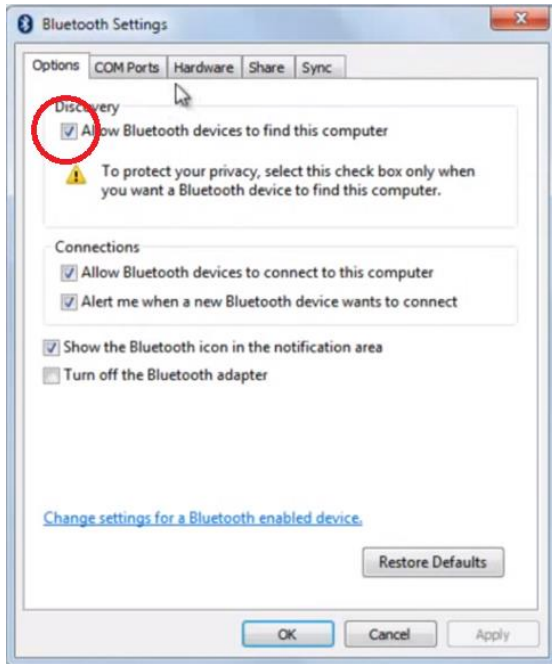 Bluetooth Settings
Options COM Ports Hardware Share Sync
Discovery
Allow Bluetooth devices to find this computer
To protect your privacy, select this check box only when
you want a Bluetooth device to find this computer.
Connections
Allow Bluetooth devices to connect to this computer
Alert me when a new Bluetooth device wants to connect
Show the Bluetooth icon in the notification area
Turn off the Bluetooth adapter
Change settings for a Bluetooth enabled device.
Restore Defaults
OK Cancel Apply